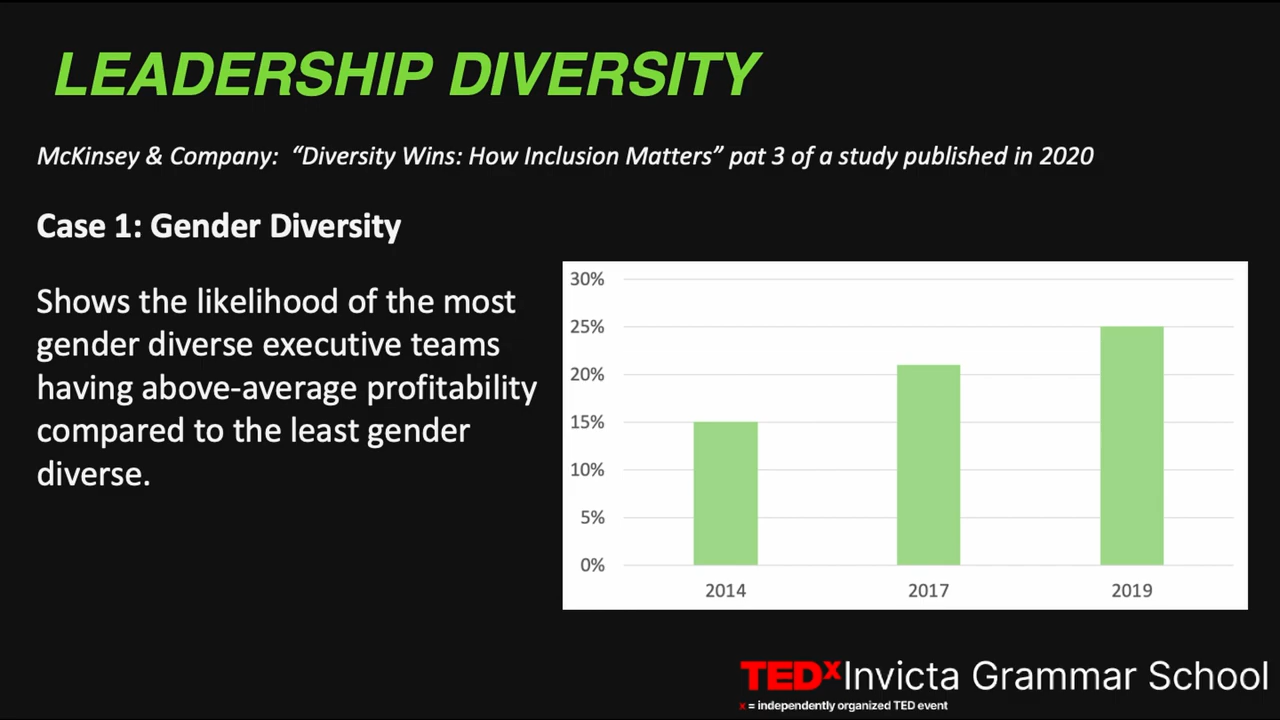 LEADERSHIP DIVERSITY
McKinsey & Company: “Diversity Wins: How Inclusion Matters” pat 3 of a study published in 2020
Case 1: Gender Diversity
Shows the likelihood of the most
gender diverse executive teams
having above-average profitability
compared to the least gender
diverse.
30%
25%
20%
15%
10%
5%
0%
2014 2017 2019
TEDxInvicta Grammar School
x = independently organized TED event